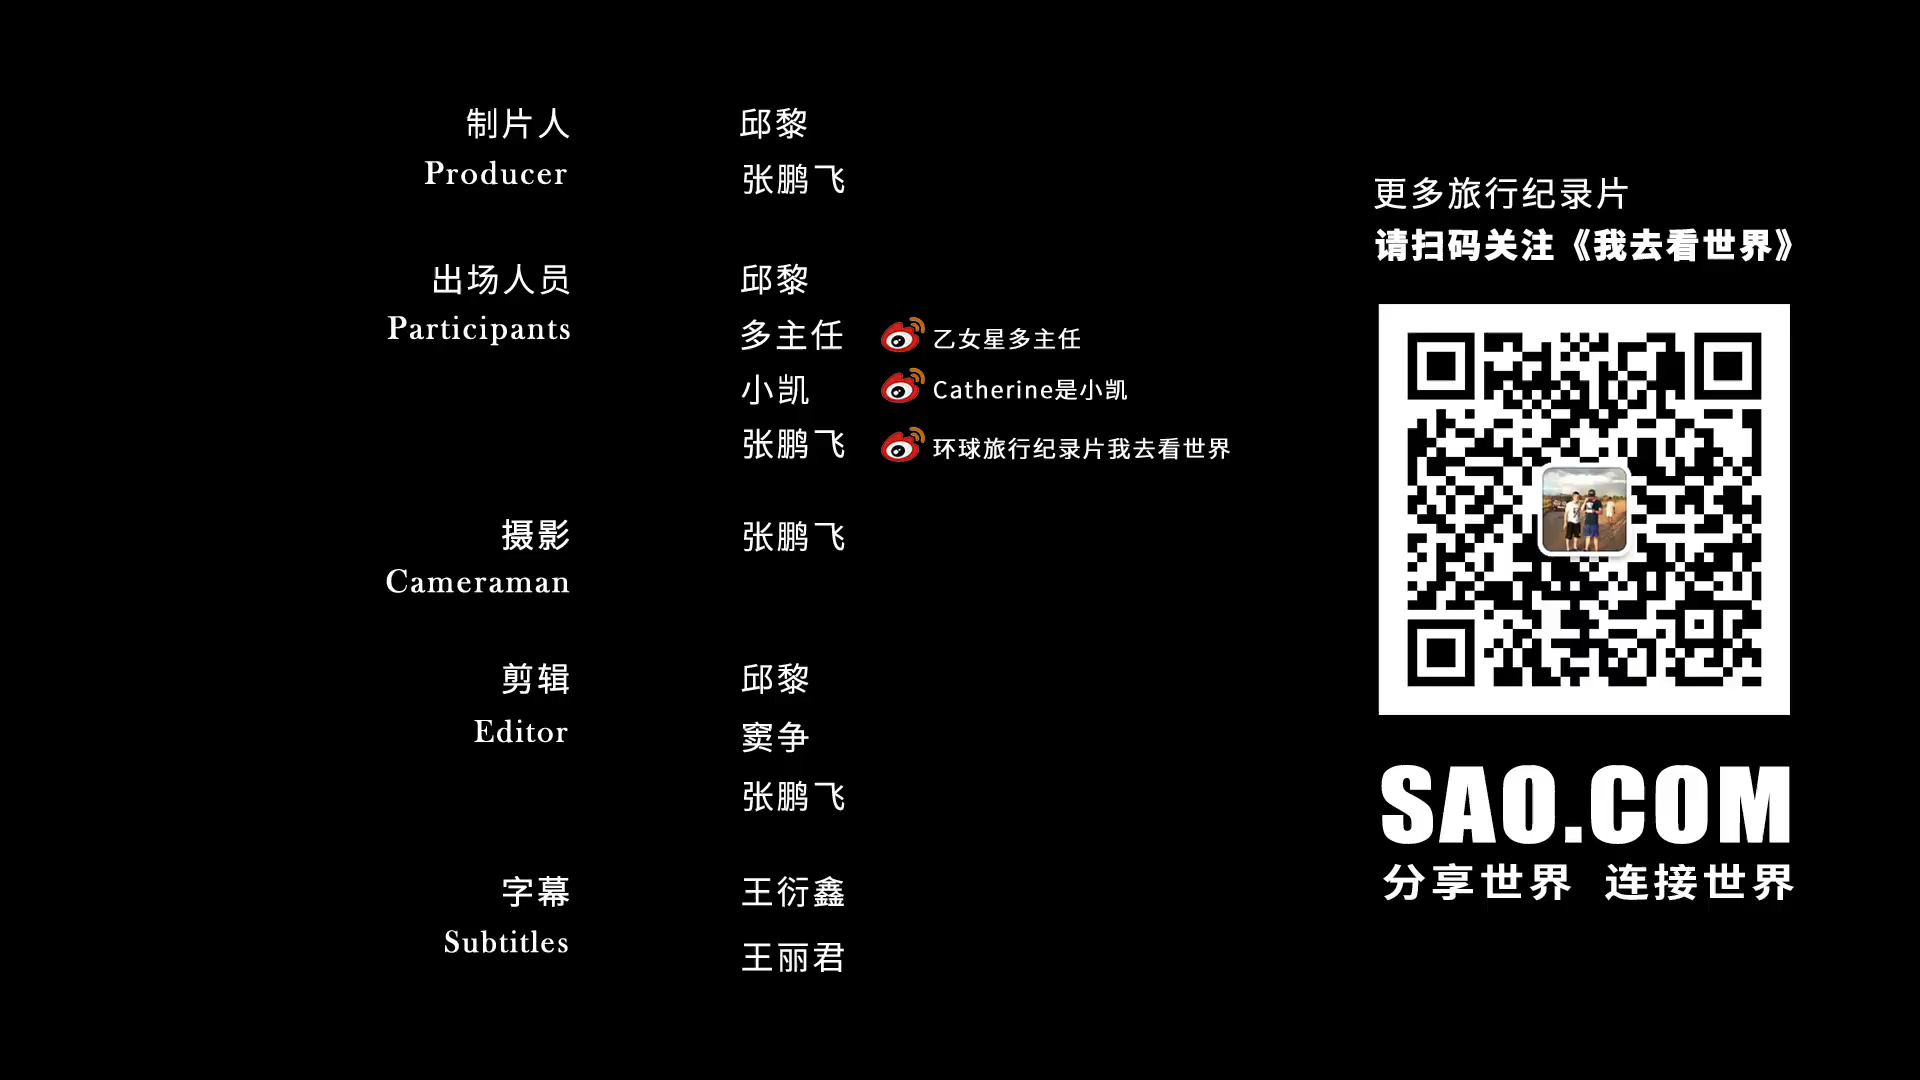 制片人
Producer
邱黎
张鹏飞
出场人员
Participants
邱黎
多主任 乙女星多主任
小凯 Catherine是小凯
张鹏飞 环球旅行纪录片我去看世界
摄影
Cameraman
张鹏飞
剪辑
Editor
邱黎
窦争
张鹏飞
字幕
Subtitles
王衍鑫
王丽君
更多旅行纪录片
请扫码关注《我去看世界》
SAO.COM
分享世界 连接世界